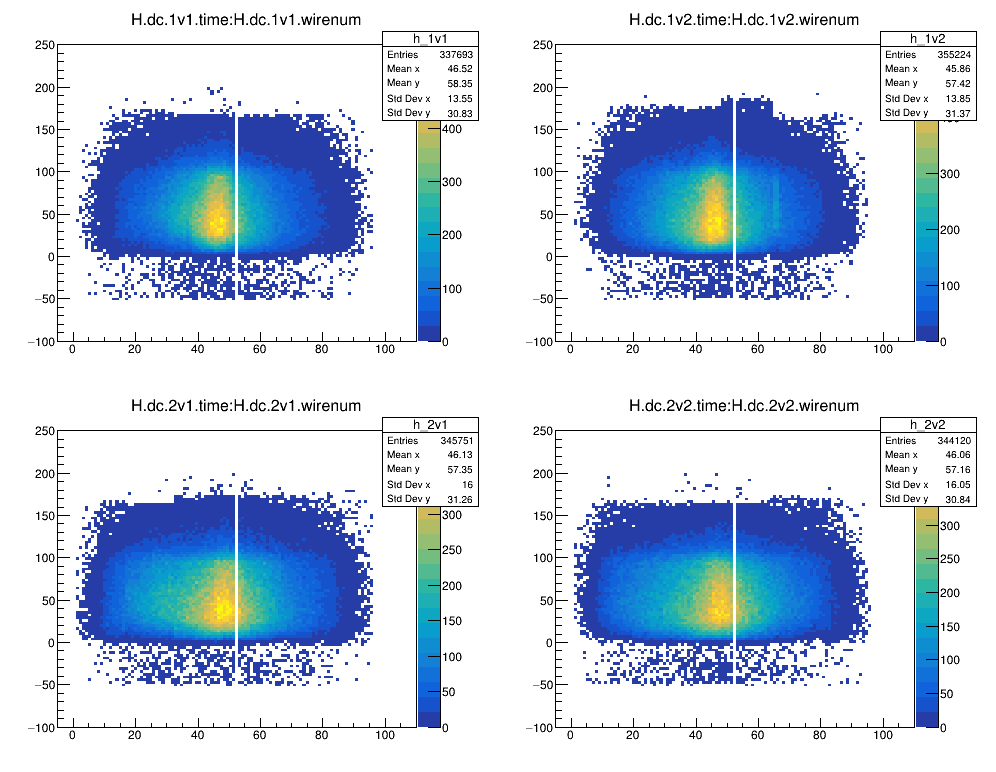 H.dc.1v1.time:H.dc.1v1.wirenum
h_1v1
Entries 337693
Mean x 46.52
Mean y 58.35
Std Dev x 13.55
Std Dev y 30.83
250
200
150
100
50
0
−50
−100
0 20 40 60 80 100
400
300
200
100
0
H.dc.1v2.time:H.dc.1v2.wirenum
h_1v2
Entries 355224
Mean x 45.86
Mean y 57.42
Std Dev x 13.85
Std Dev y 31.37
250
200
150
100
50
0
−50
−100
0 20 40 60 80 100
300
200
100
0
H.dc.2v1.time:H.dc.2v1.wirenum
h_2v1
Entries 345751
Mean x 46.13
Mean y 57.35
Std Dev x 16
Std Dev y 31.26
250
200
150
100
50
0
−50
−100
0 20 40 60 80 100
300
250
200
150
100
50
0
H.dc.2v2.time:H.dc.2v2.wirenum
h_2v2
Entries 344120
Mean x 46.06
Mean y 57.16
Std Dev x 16.05
Std Dev y 30.84
250
200
150
100
50
0
−50
−100
0 20 40 60 80 100
300
250
200
150
100
50
0